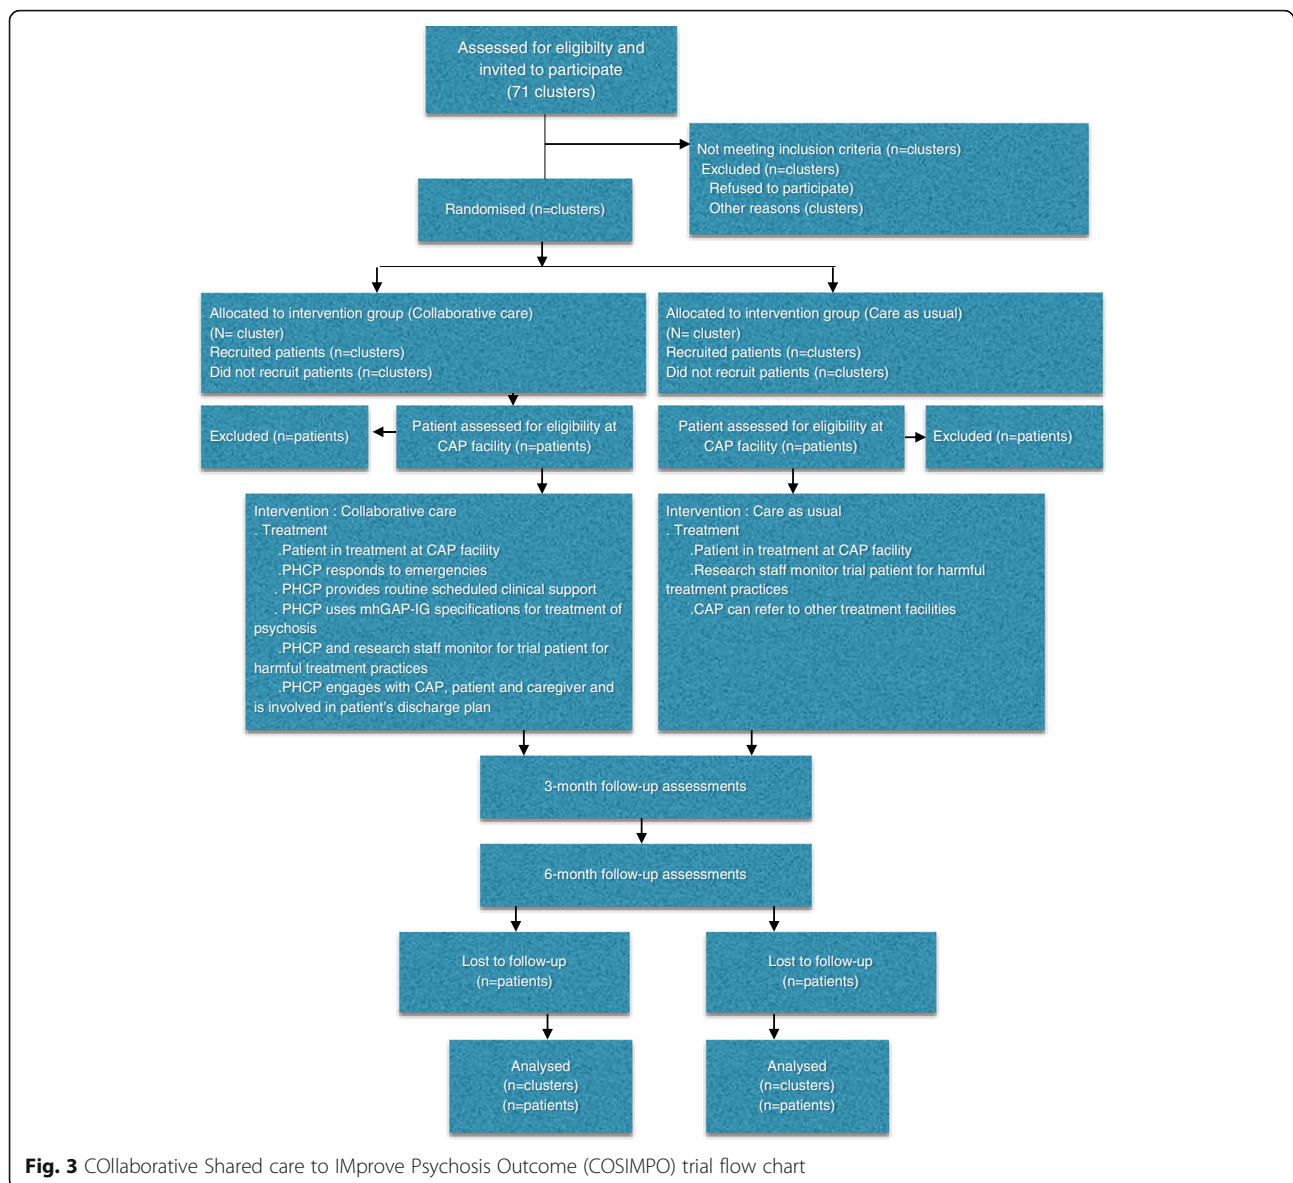 Assessed for eligibilty and
invited to participate
(71 clusters)
Not meeting inclusion criteria (n=clusters)
Excluded (n=clusters)
Refused to participate)
Other reasons (clusters)
Randomised (n=clusters)
Allocated to intervention group (Collaborative care)
(N= cluster)
Recruited patients (n=clusters)
Did not recruit patients (n=clusters)
Allocated to intervention group (Care as usual)
(N= cluster)
Recruited patients (n=clusters)
Did not recruit patients (n=clusters)
Excluded (n=patients)
Patient assessed for eligibility at
CAP facility (n=patients)
Patient assessed for eligibility at
CAP facility (n=patients)
Excluded (n=patients)
Intervention : Collaborative care
. Treatment
.Patient in treatment at CAP facility
.PHCP responds to emergencies
. PHCP provides routine scheduled clinical support
. PHCP uses mhGAP-IG specifications for treatment of
psychosis
.PHCP and research staff monitor for trial patient for
harmful treatment practices
.PHCP engages with CAP, patient and caregiver and
is involved in patient's discharge plan
Intervention : Care as usual
. Treatment
.Patient in treatment at CAP facility
.Research staff monitor trial patient for harmful
treatment practices
.CAP can refer to other treatment facilities
3-month follow-up assessments
6-month follow-up assessments
Lost to follow-up
(n=patients)
Lost to follow-up
(n=patients)
Analysed
(n=clusters)
(n=patients)
Analysed
(n=clusters)
(n=patients)
Fig. 3 COllaborative Shared care to IMprove Psychosis Outcome (COSIMPO) trial flow chart